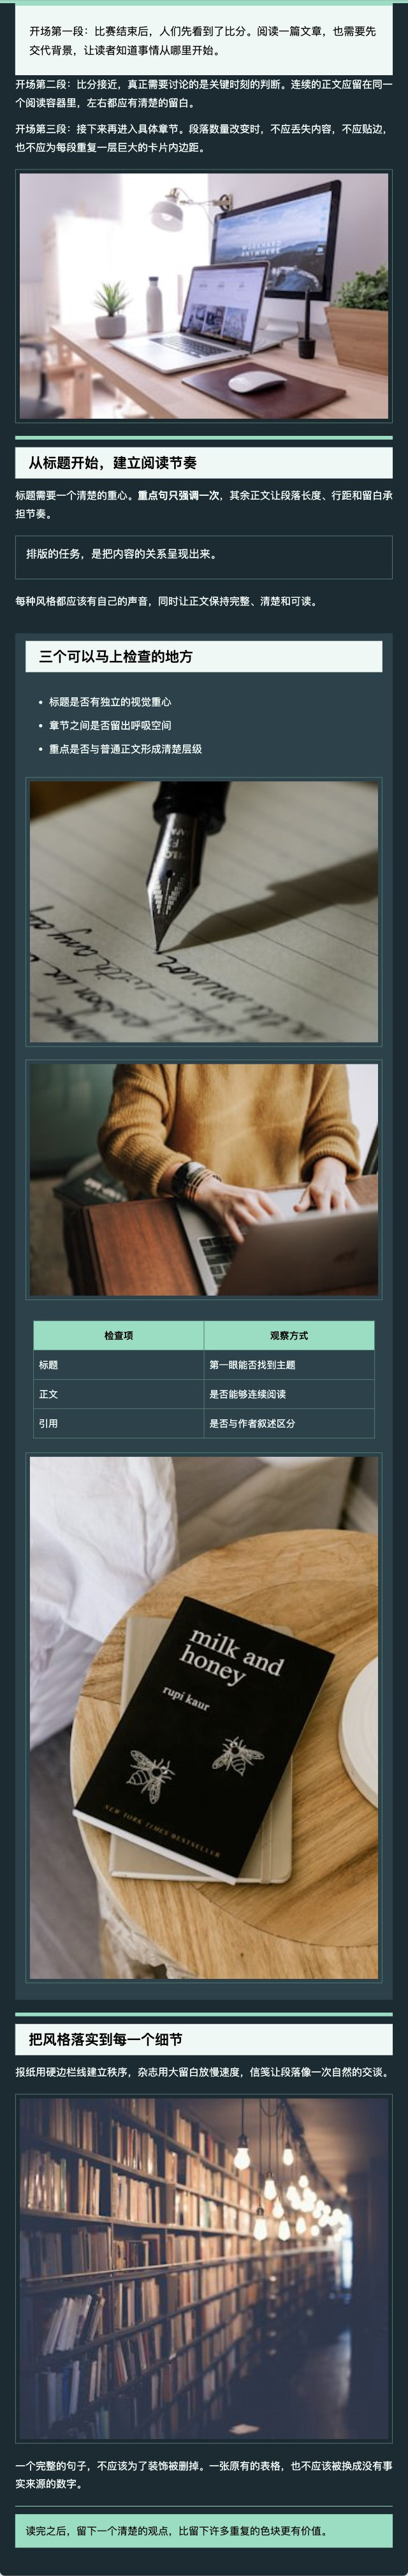 开场第一段：比赛结束后，人们先看到了比分。阅读一篇文章，也需要先
交代背景，让读者知道事情从哪里开始。
开场第二段：比分接近，真正需要讨论的是关键时刻的判断。连续的正文应留在同一
个阅读容器里，左右都应有清楚的留白。
开场第三段：接下来再进入具体章节。段落数量改变时，不应丢失内容，不应贴边，
也不应为每段重复一层巨大的卡片内边距。
从标题开始，建立阅读节奏
标题需要一个清楚的重心。重点句只强调一次，其余正文让段落长度、行距和留白承
担节奏。
排版的任务，是把内容的关系呈现出来。
每种风格都应该有自己的声音，同时让正文保持完整、清楚和可读。
三个可以马上检查的地方
• 标题是否有独立的视觉重心
• 章节之间是否留出呼吸空间
• 重点是否与普通正文形成清楚层级
检查项 观察方式
标题 第一眼能否找到主题
正文 是否能够连续阅读
引用 是否与作者叙述区分
milk and
honey
rupi kaur
NEW YORK TIMES BESTSELLER
把风格落实到每一个细节
报纸用硬边栏线建立秩序，杂志用大留白放慢速度，信笺让段落像一次自然的交谈。
一个完整的句子，不应该为了装饰被删掉。一张原有的表格，也不应该被换成没有事
实来源的数字。
读完之后，留下一个清楚的观点，比留下许多重复的色块更有价值。